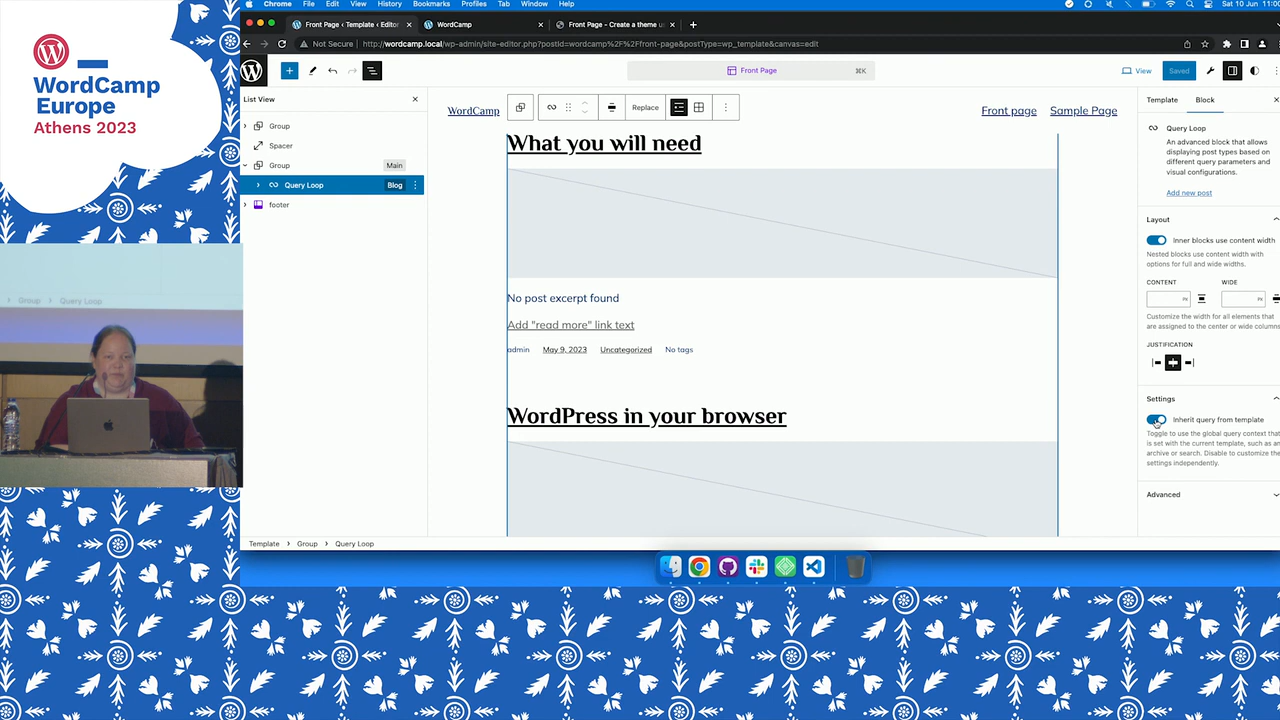 WordCamp
Europe
Athens 2023
Chrome File Edit View History Bookmarks Profiles Tab Window Help
Sat 10 Jun 11:00
Front Page ‹ Template ‹ Editor
WordCamp
Front Page - Create a theme u
Not Secure
http://wordcamp.local/wp-admin/site-editor.php?postId=wordcamp%2F%2Ffront-page&postType=wp_template&canvas=edit
Front Page
⌘K
View
Saved
List View
Group
Spacer
Group
Main
Query Loop
Blog
footer
WordCamp
Replace
Front page
Sample Page
What you will need
No post excerpt found
Add "read more" link text
admin
May 9, 2023
Uncategorized
No tags
WordPress in your browser
Template
Block
Query Loop
An advanced block that allows
displaying post types based on
different query parameters and
visual configurations.
Add new post
Layout
Inner blocks use content width
Nested blocks use content width with
options for full and wide widths.
CONTENT
WIDE
Customize the width for all elements that
are assigned to the center or wide columns
JUSTIFICATION
Settings
Inherit query from template
Toggle to use the global query context that
is set with the current template, such as an
archive or search. Disable to customize the
settings independently.
Advanced
Template
Group
Query Loop
Group
Query Loop